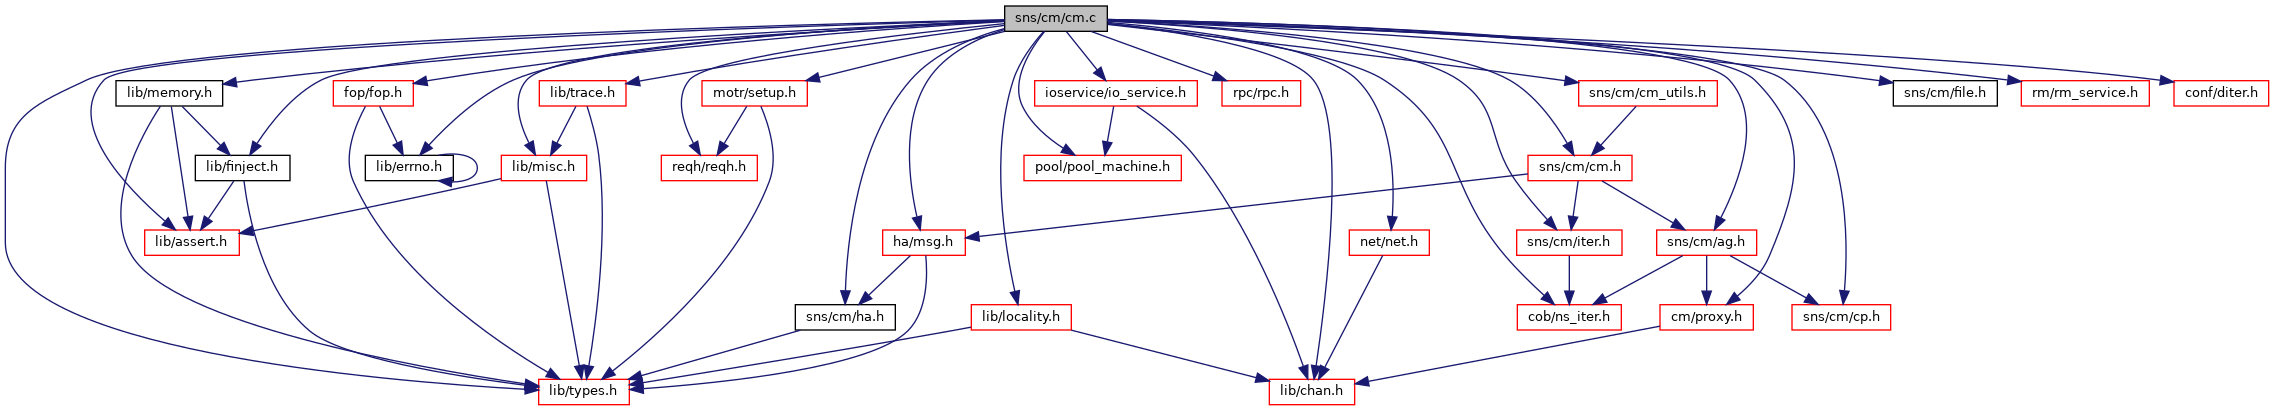 sns/cm/cm.c
lib/memory.h
fop/fop.h
lib/trace.h
motr/setup.h
ioservice/io_service.h
rpc/rpc.h
sns/cm/cm_utils.h
sns/cm/file.h
rm/rm_service.h
conf/diter.h
lib/finject.h
lib/errno.h
lib/misc.h
reqh/reqh.h
pool/pool_machine.h
sns/cm/cm.h
lib/assert.h
ha/msg.h
net/net.h
sns/cm/iter.h
sns/cm/ag.h
sns/cm/ha.h
lib/locality.h
cob/ns_iter.h
cm/proxy.h
sns/cm/cp.h
lib/types.h
lib/chan.h